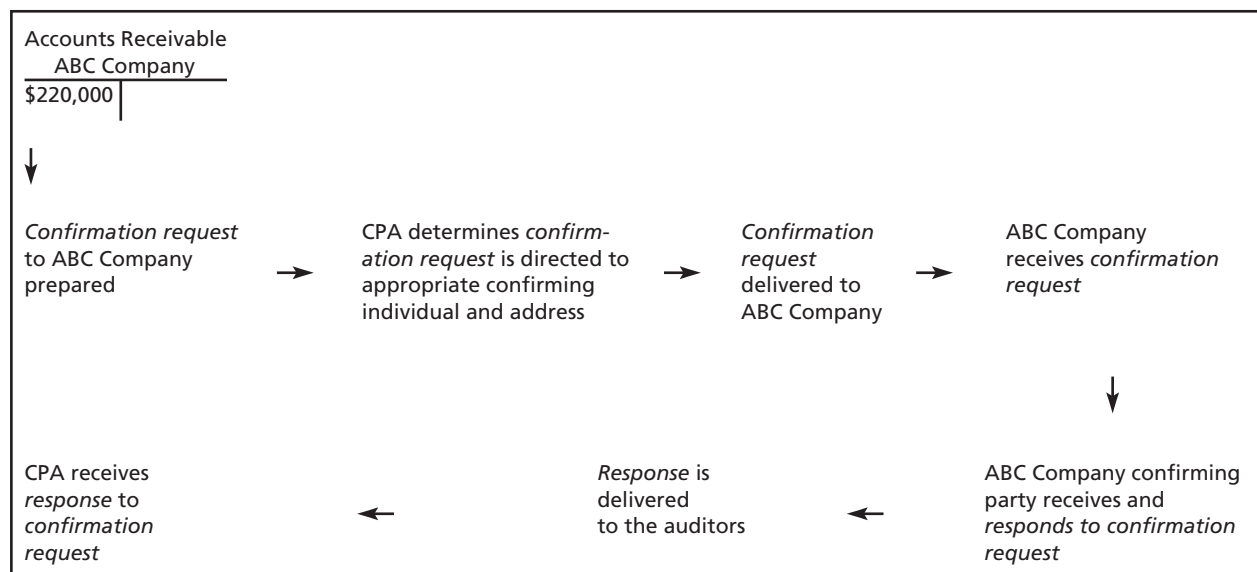 Accounts Receivable
ABC Company
$220,000
Confirmation request
to ABC Company
prepared
CPA determines confirm-
ation request is directed to
appropriate confirming
individual and address
Confirmation
request
delivered to
ABC Company
ABC Company
receives confirmation
request
ABC Company confirming
party receives and
responds to confirmation
request
Response is
delivered
to the auditors
CPA receives
response to
confirmation
request